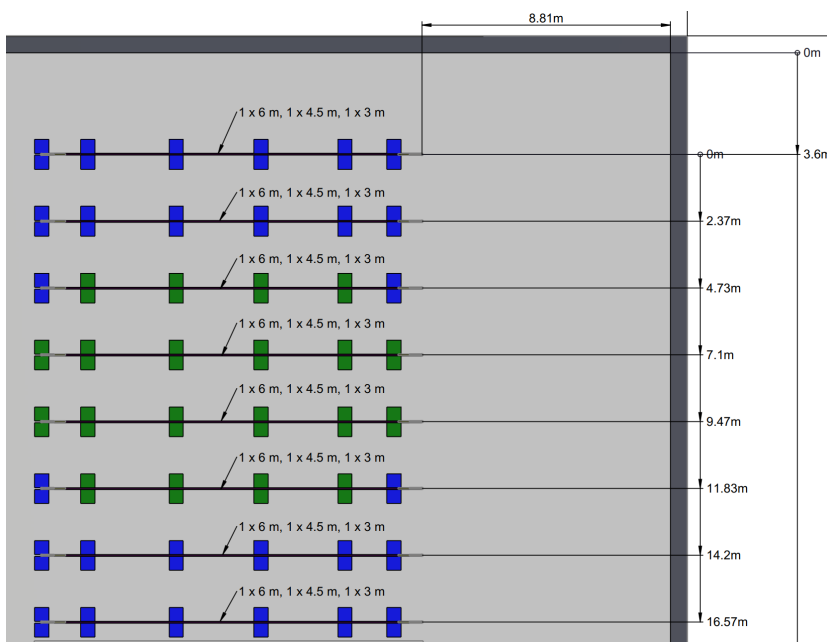 8.81m
0m
1 x 6 m, 1 x 4.5 m, 1 x 3 m
0m
3.6m
1 x 6 m, 1 x 4.5 m, 1 x 3 m
2.37m
1 x 6 m, 1 x 4.5 m, 1 x 3 m
4.73m
1 x 6 m, 1 x 4.5 m, 1 x 3 m
7.1m
1 x 6 m, 1 x 4.5 m, 1 x 3 m
9.47m
1 x 6 m, 1 x 4.5 m, 1 x 3 m
11.83m
1 x 6 m, 1 x 4.5 m, 1 x 3 m
14.2m
1 x 6 m, 1 x 4.5 m, 1 x 3 m
16.57m